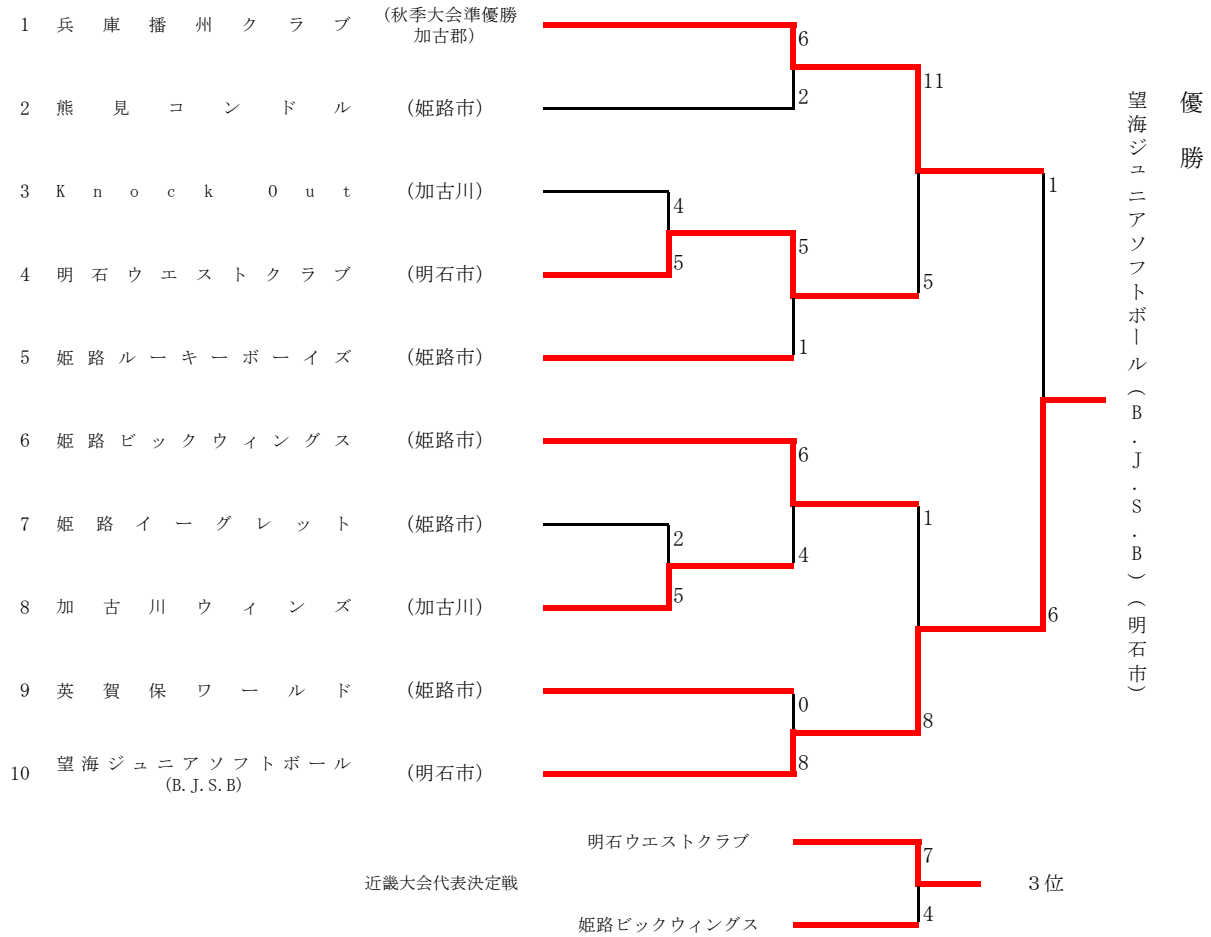 1 兵庫播州クラブ (秋季大会準優勝
加古郡)
6
11
2 熊見コンドル (姫路市)
2
優勝
望海ジュニアソフトボール(B.J.S.B)(明石市)
3 Knock Out (加古川)
4
1
5
4 明石ウエストクラブ (明石市)
5
5
5 姫路ルーキーボーイズ (姫路市)
1
6 姫路ビックウィングス (姫路市)
6
1
7 姫路イーグレット (姫路市)
2
4
8 加古川ウィンズ (加古川)
5
6
9 英賀保ワールド (姫路市)
0
8
10 望海ジュニアソフトボール
(B.J.S.B)
(明石市)
8
明石ウエストクラブ
7
近畿大会代表決定戦
3位
姫路ビックウィングス
4